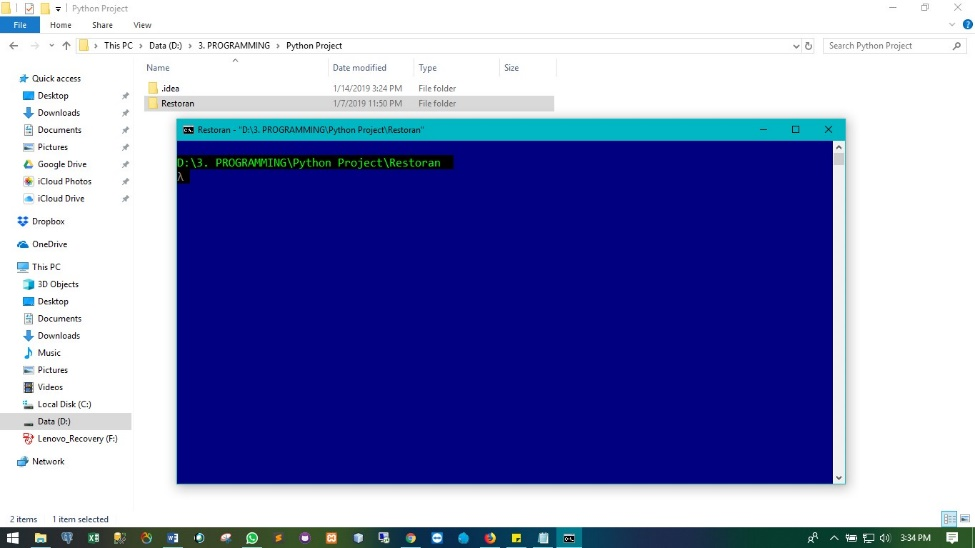 Python Project
File Home Share View
This PC Data (D:) 3. PROGRAMMING Python Project
Search Python Project
Name Date modified Type Size
.idea 1/14/2019 3:24 PM File folder
Restoran 1/7/2019 11:50 PM File folder
Quick access
Desktop
Downloads
Documents
Pictures
Google Drive
iCloud Photos
iCloud Drive
Dropbox
OneDrive
This PC
3D Objects
Desktop
Documents
Downloads
Music
Pictures
Videos
Local Disk (C:)
Data (D:)
Lenovo_Recovery (F:)
Network
Restoran - "D:\3. PROGRAMMING\Python Project\Restoran"
D:\3. PROGRAMMING\Python Project\Restoran
λ
2 items 1 item selected
3:34 PM